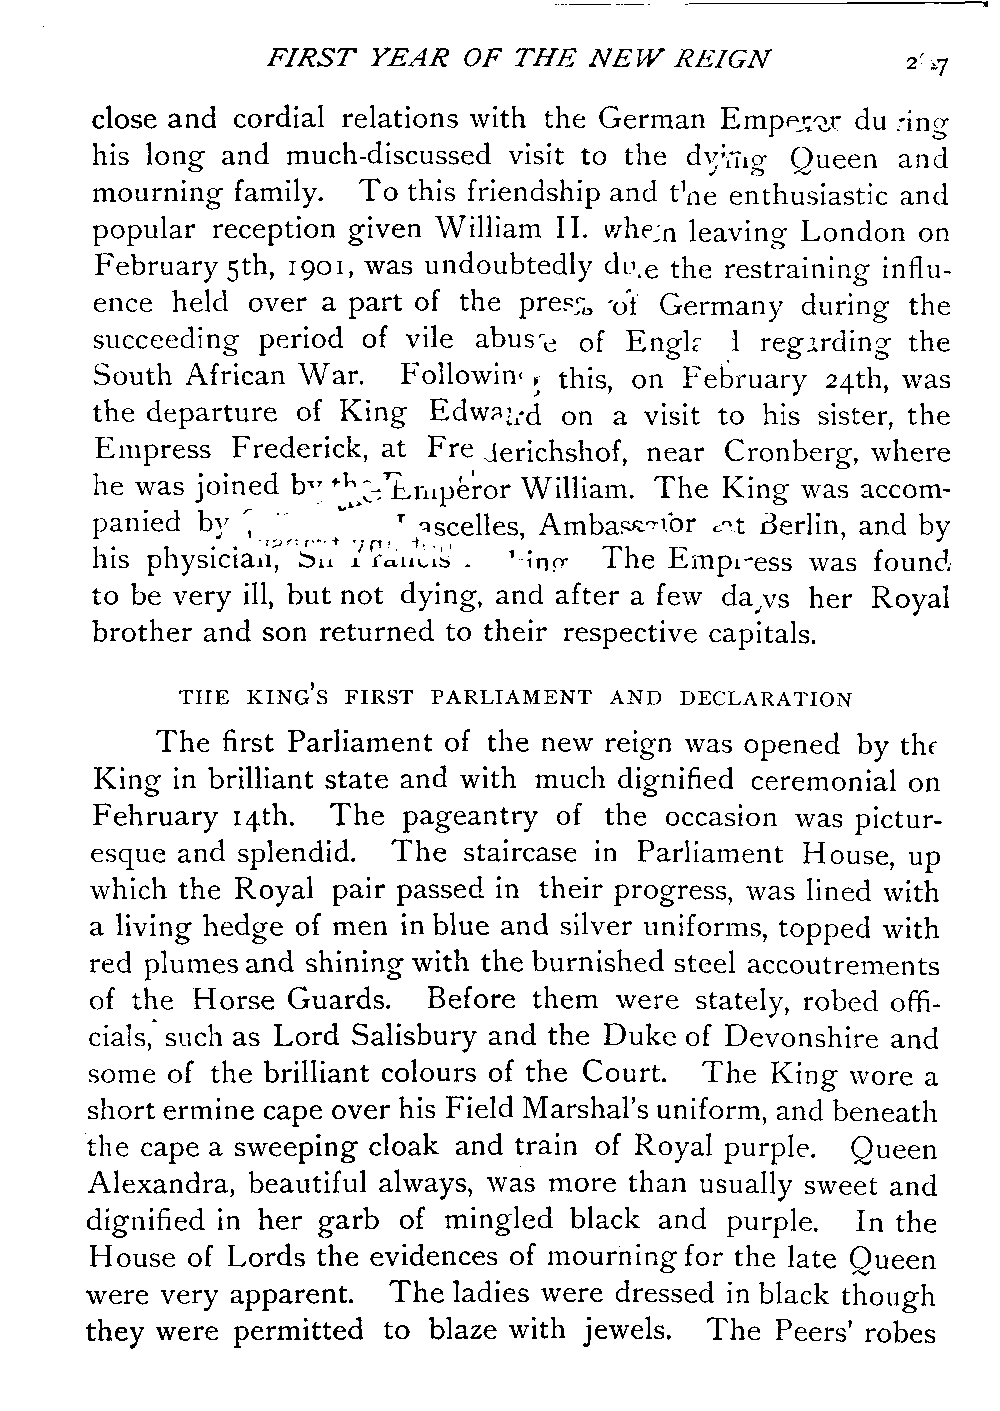 FIRST YEAR OF THE NEW REIGN
close and cordial relations with the German Emperor during
his long and much-discussed visit to the dying Queen and
mourning family. To this friendship and the enthusiastic and
popular reception given William II. when leaving London on
February 5th, 1901, was undoubtedly due the restraining influ-
ence held over a part of the press of Germany during the
succeeding period of vile abuse of England regarding the
South African War. Following this, on February 24th, was
the departure of King Edward on a visit to his sister, the
Empress Frederick, at Frederichshof, near Cronberg, where
he was joined by the Emperor William. The King was accom-
panied by Lascelles, Ambassador at Berlin, and by
his physician, Sir Francis The Empress was found
to be very ill, but not dying, and after a few days her Royal
brother and son returned to their respective capitals.
THE KING'S FIRST PARLIAMENT AND DECLARATION
The first Parliament of the new reign was opened by the
King in brilliant state and with much dignified ceremonial on
Fehruary 14th. The pageantry of the occasion was pictur-
esque and splendid. The staircase in Parliament House, up
which the Royal pair passed in their progress, was lined with
a living hedge of men in blue and silver uniforms, topped with
red plumes and shining with the burnished steel accoutrements
of the Horse Guards. Before them were stately, robed offi-
cials, such as Lord Salisbury and the Duke of Devonshire and
some of the brilliant colours of the Court. The King wore a
short ermine cape over his Field Marshal's uniform, and beneath
the cape a sweeping cloak and train of Royal purple. Queen
Alexandra, beautiful always, was more than usually sweet and
dignified in her garb of mingled black and purple. In the
House of Lords the evidences of mourning for the late Queen
were very apparent. The ladies were dressed in black though
they were permitted to blaze with jewels. The Peers' robes